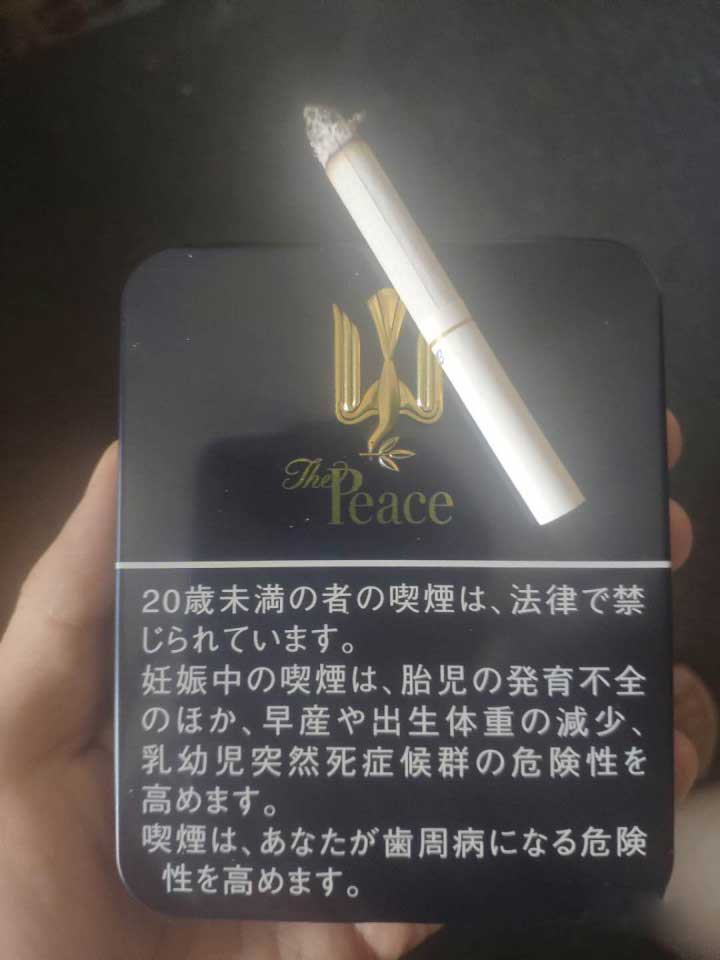 The
Peace
20歳未満の者の喫煙は、法律で禁
じられています。
妊娠中の喫煙は、胎児の発育不全
のほか、早産や出生体重の減少、
乳幼児突然死症候群の危険性を
高めます。
喫煙は、あなたが歯周病になる危険
性を高めます。